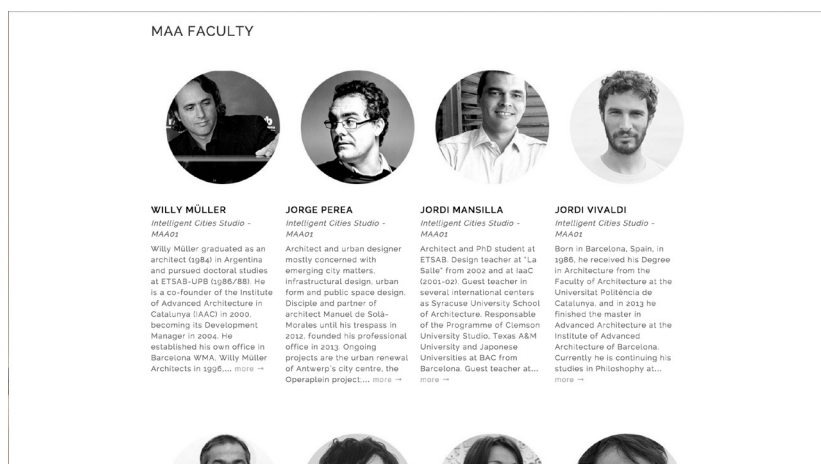 MAA FACULTY
WILLY MÜLLER
Intelligent Cities Studio -
MAA01
Willy Müller graduated as an
architect (1984) in Argentina
and pursued doctoral studies
at ETSAB-UPB (1986/88). He
is a co-founder of the Institute
of Advanced Architecture in
Catalunya (IAAC) in 2000,
becoming its Development
Manager in 2004. He
established his own office in
Barcelona WMA, Willy Müller
Architects in 1996,... more →
JORGE PEREA
Intelligent Cities Studio -
MAA01
Architect and urban designer
mostly concerned with
emerging city matters,
infrastructural design, urban
form and public space design.
Disciple and partner of
architect Manuel de Solà-
Morales until his trespass in
2012, founded his professional
office in 2013. Ongoing
projects are the urban renewal
of Antwerp's city centre, the
Operaplein project;... more →
JORDI MANSILLA
Intelligent Cities Studio -
MAA01
Architect and PhD student at
ETSAB. Design teacher at "La
Salle" from 2002 and at IaaC
(2001-02). Guest teacher in
several international centers
as Syracuse University School
of Architecture. Responsable
of the Programme of Clemson
University Studio, Texas A&M
University and Japonese
Universities at BAC from
Barcelona. Guest teacher at...
more →
JORDI VIVALDI
Intelligent Cities Studio -
MAA01
Born in Barcelona, Spain, in
1986, he received his Degree
in Architecture from the
Faculty of Architecture at the
Universitat Politència de
Catalunya, and in 2013 he
finished the master in
Advanced Architecture at the
Institute of Advanced
Architecture of Barcelona.
Currently he is continuing his
studies in Philoshophy at...
more →